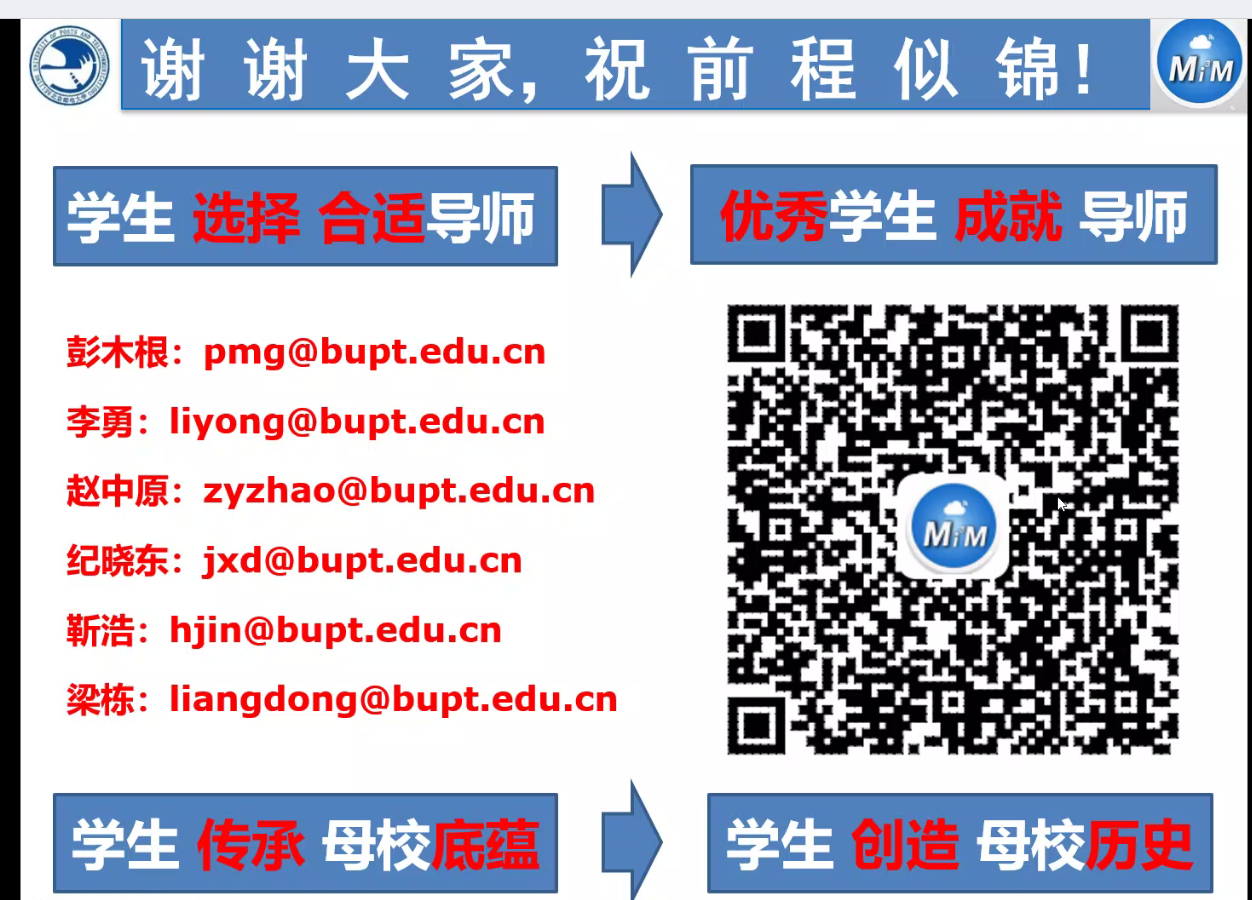 谢谢大家,祝前程似锦!
MiM
学生 选择 合适导师
优秀学生 成就 导师
彭木根：pmg@bupt.edu.cn
李勇：liyong@bupt.edu.cn
赵中原：zyzhao@bupt.edu.cn
纪晓东：jxd@bupt.edu.cn
靳浩：hjin@bupt.edu.cn
梁栋：liangdong@bupt.edu.cn
MiM
学生 传承 母校底蕴
学生 创造 母校历史